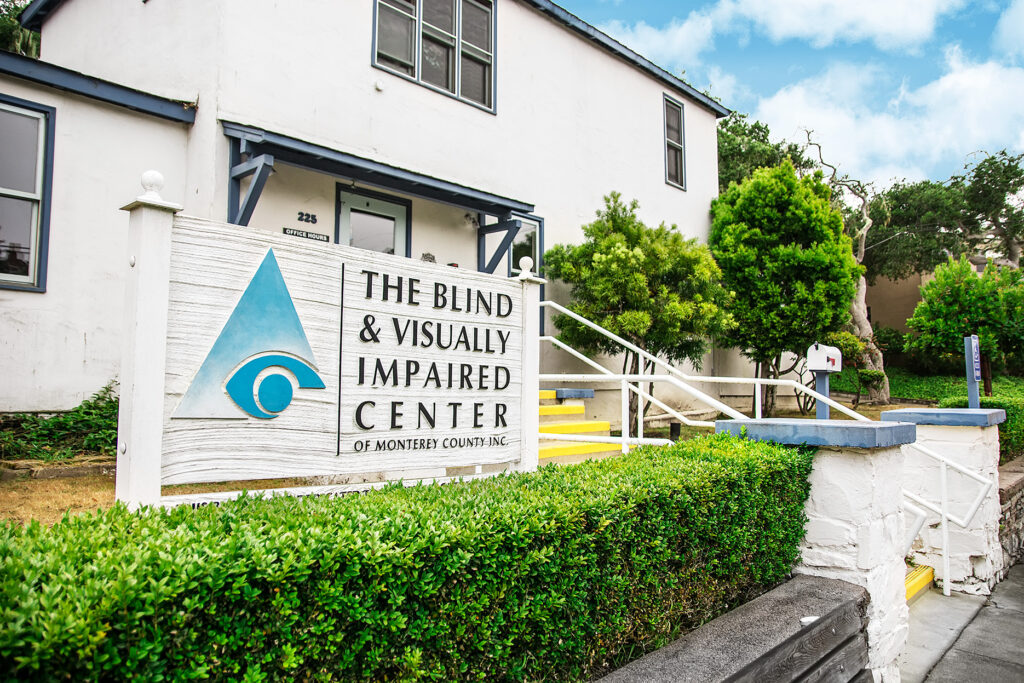 225
OFFICE HOURS
THE BLIND
& VISUALLY
IMPAIRED
CENTER
OF MONTEREY COUNTY INC.